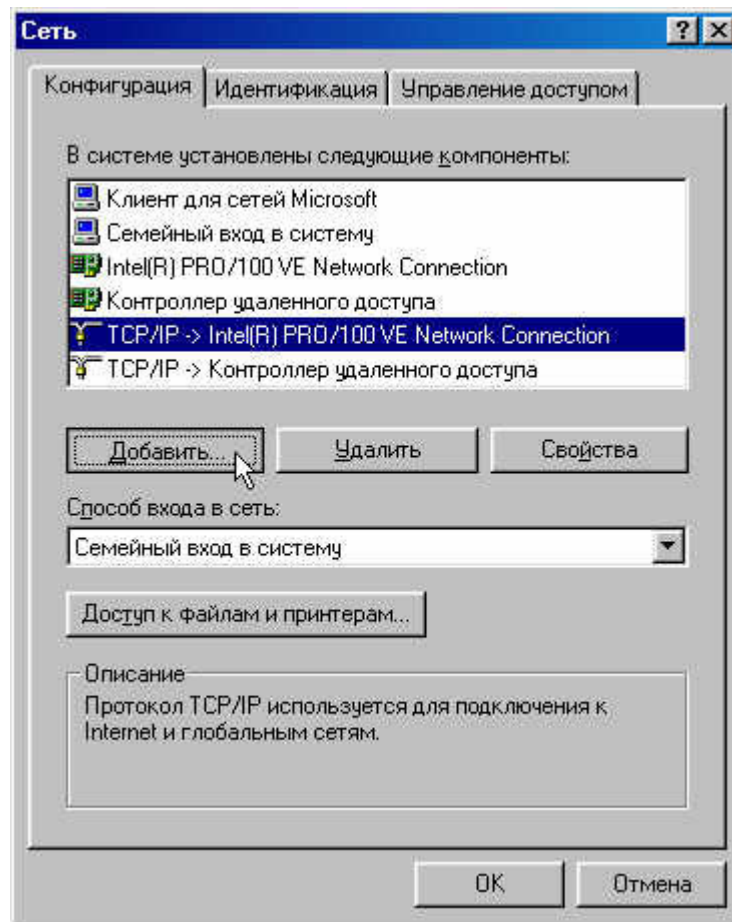 Сеть
Конфигурация Идентификация Управление доступом
В системе установлены следующие компоненты:
Клиент для сетей Microsoft
Семейный вход в систему
Intel(R) PRO/100 VE Network Connection
Контроллер удаленного доступа
TCP/IP -> Intel(R) PRO/100 VE Network Connection
TCP/IP -> Контроллер удаленного доступа
Добавить... Удалить Свойства
Способ входа в сеть:
Семейный вход в систему
Доступ к файлам и принтерам...
Описание
Протокол TCP/IP используется для подключения к
Internet и глобальным сетям.
OK Отмена